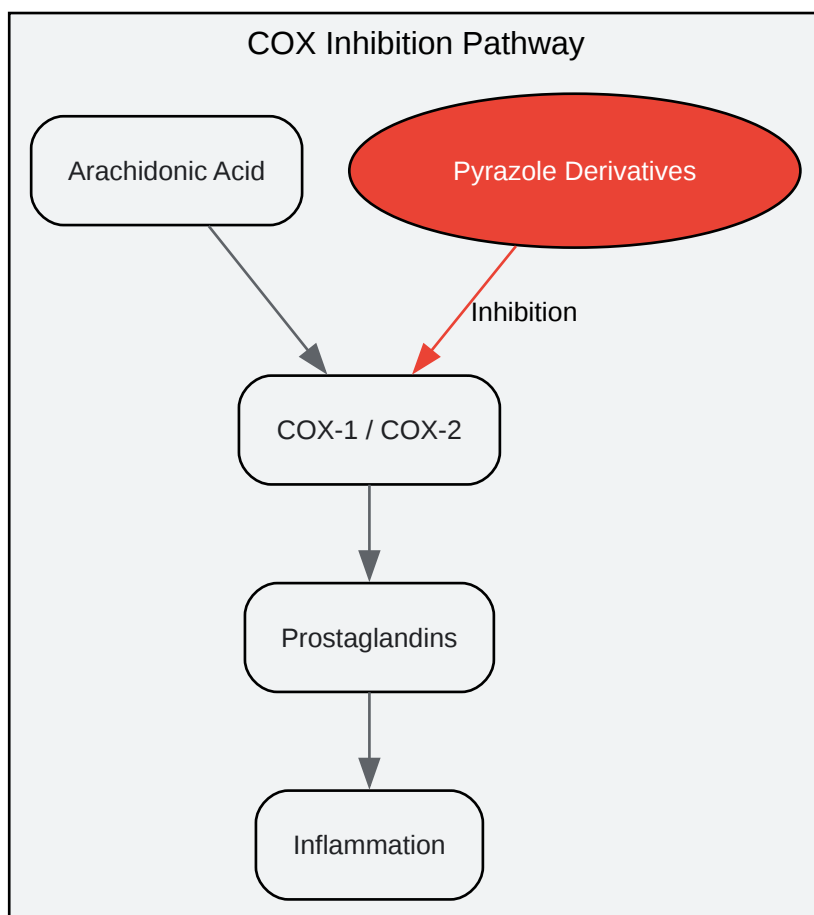 COX Inhibition Pathway
Arachidonic Acid
Pyrazole Derivatives
Inhibition
COX-1 / COX-2
Prostaglandins
Inflammation